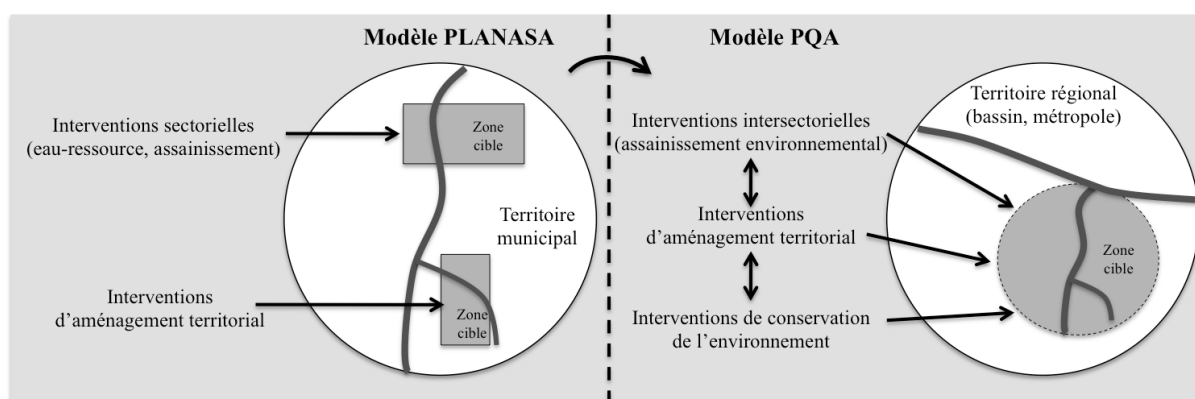 Modèle PLANASA
Interventions sectorielles
(eau-ressource, assainissement)
Zone
cible
Territoire
municipal
Interventions
d’aménagement territorial
Zone
cible
Modèle PQA
Territoire régional
(bassin, métropole)
Interventions intersectorielles
(assainissement environnemental)
Interventions
d’aménagement territorial
Zone
cible
Interventions de conservation
de l’environnement